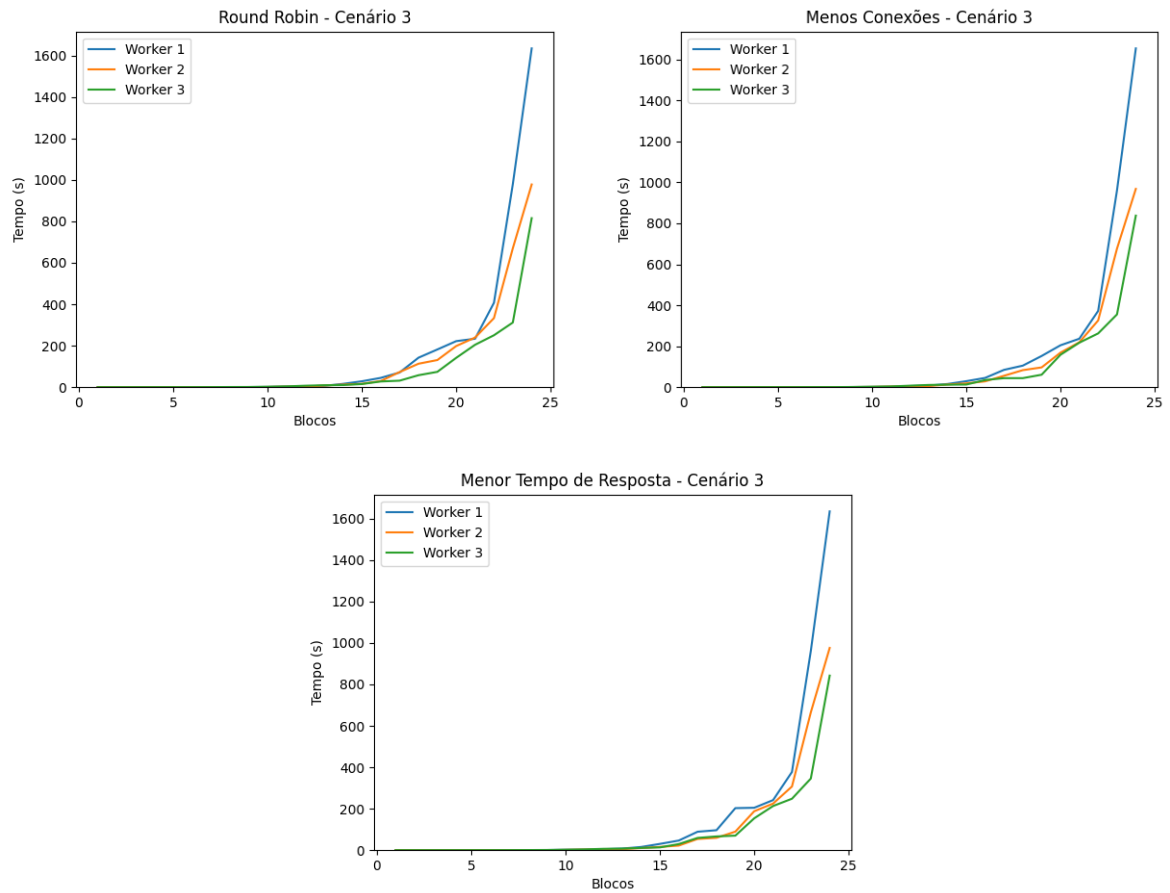 Round Robin - Cenário 3
Worker 1
Worker 2
Worker 3
1600
1400
1200
1000
800
600
400
200
0
Tempo (s)
0 5 10 15 20 25
Blocos
Menos Conexões - Cenário 3
Worker 1
Worker 2
Worker 3
1600
1400
1200
1000
800
600
400
200
0
Tempo (s)
0 5 10 15 20 25
Blocos
Menor Tempo de Resposta - Cenário 3
Worker 1
Worker 2
Worker 3
1600
1400
1200
1000
800
600
400
200
0
Tempo (s)
0 5 10 15 20 25
Blocos